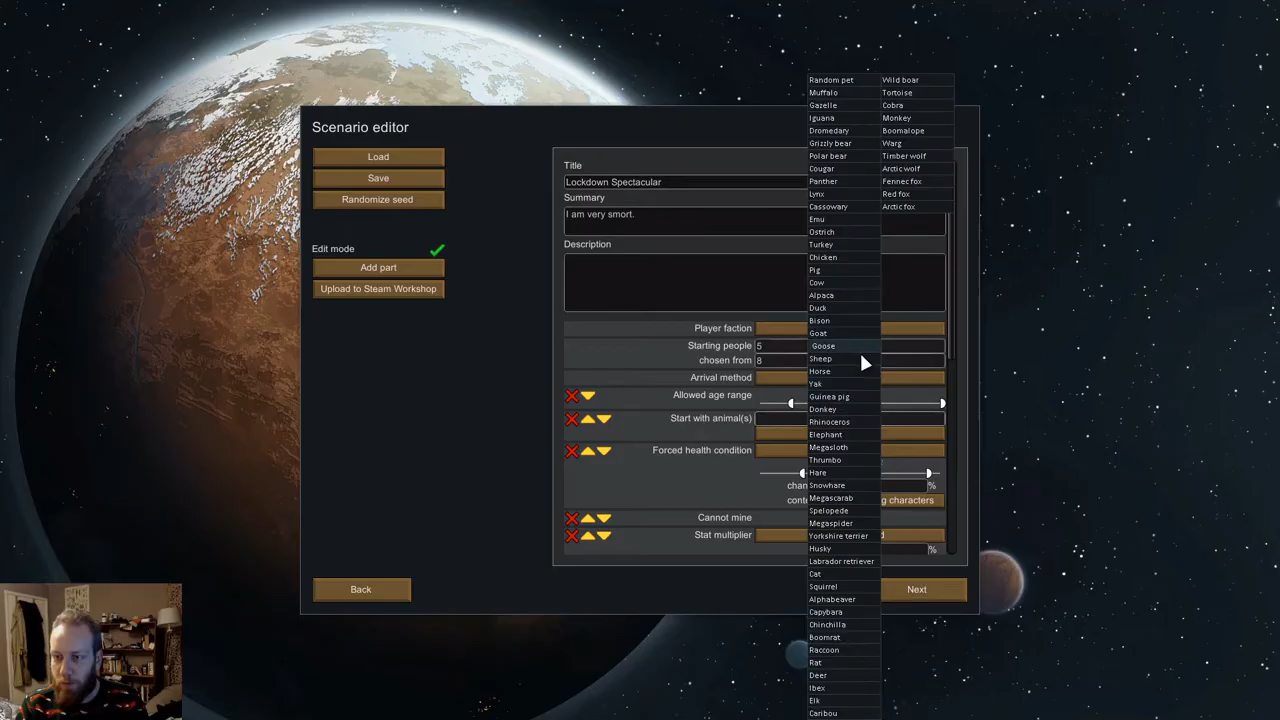 Scenario editor
Load
Save
Randomize seed
Edit mode
Add part
Upload to Steam Workshop
Back
Title
Lockdown Spectacular
Summary
I am very smort.
Description
Player faction
Starting people
5
chosen from
8
Arrival method
Allowed age range
Start with animal(s)
Forced health condition
%
g characters
Cannot mine
Stat multiplier
%
Next
Random pet
Muffalo
Gazelle
Iguana
Dromedary
Grizzly bear
Polar bear
Cougar
Panther
Lynx
Cassowary
Emu
Ostrich
Turkey
Chicken
Pig
Cow
Alpaca
Duck
Bison
Goat
Goose
Sheep
Horse
Yak
Guinea pig
Donkey
Rhinoceros
Elephant
Megasloth
Thrumbo
Hare
Snowhare
Megascarab
Spelopede
Megaspider
Yorkshire terrier
Husky
Labrador retriever
Cat
Squirrel
Alphabeaver
Capybara
Chinchilla
Boomrat
Raccoon
Rat
Deer
Ibex
Elk
Caribou
Wild boar
Tortoise
Cobra
Monkey
Boomalope
Warg
Timber wolf
Arctic wolf
Fennec fox
Red fox
Arctic fox